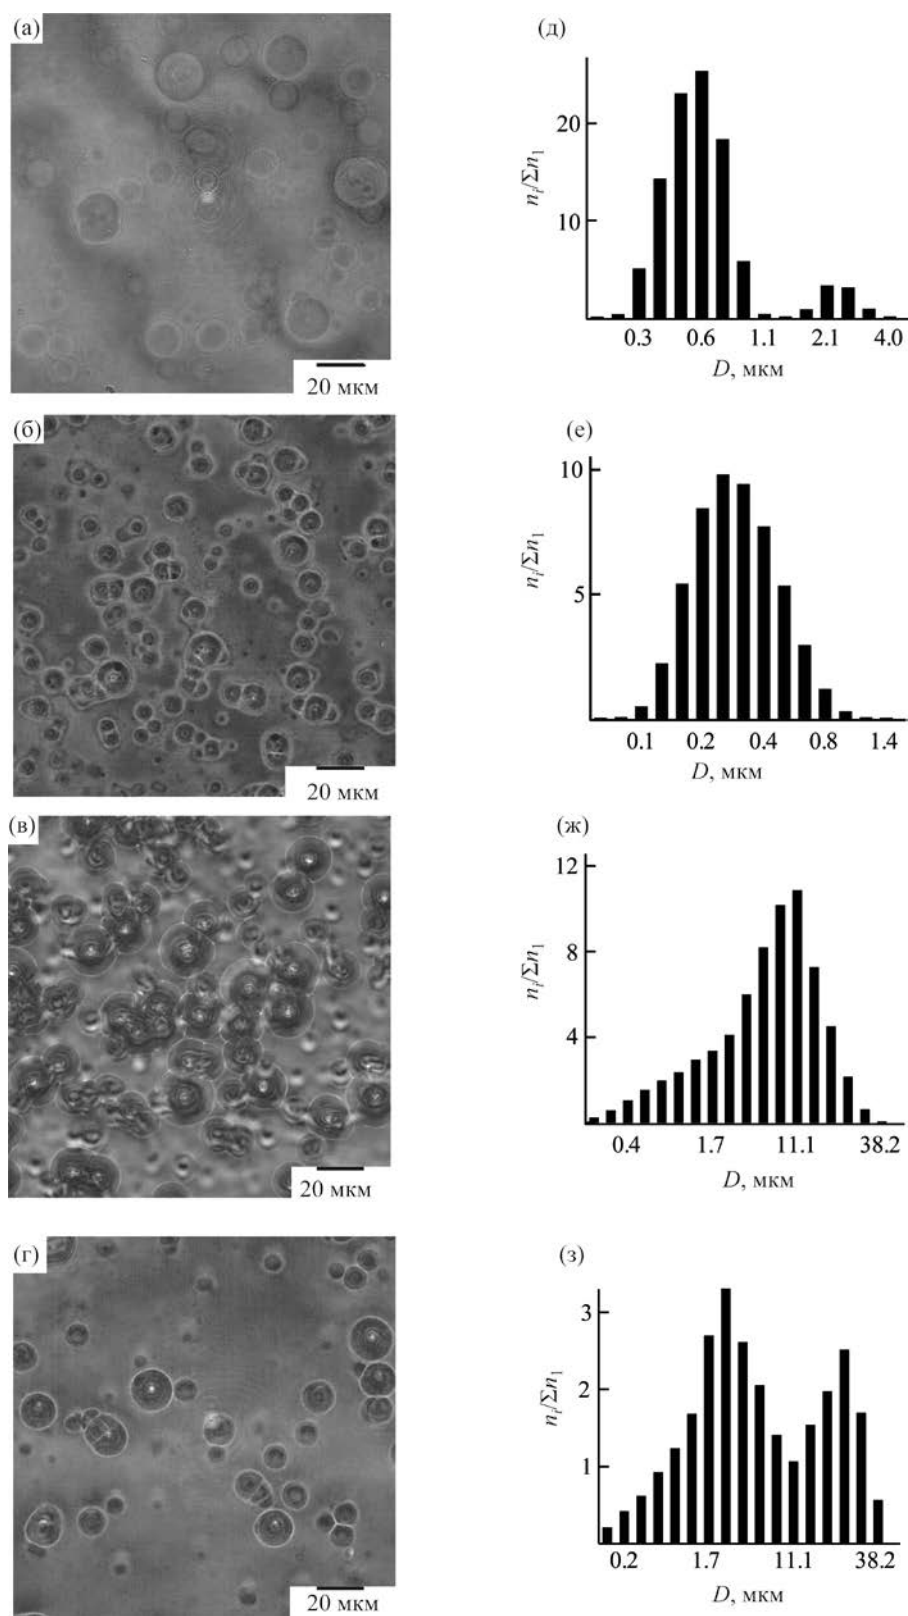 (а)
20 мкм
(д)
n_i/Σn_1
20
10
0.3 0.6 1.1 2.1 4.0
D, мкм
(б)
20 мкм
(е)
n_i/Σn_1
10
5
0.1 0.2 0.4 0.8 1.4
D, мкм
(в)
20 мкм
(ж)
n_i/Σn_1
12
8
4
0.4 1.7 11.1 38.2
D, мкм
(г)
20 мкм
(з)
n_i/Σn_1
3
2
1
0.2 1.7 11.1 38.2
D, мкм